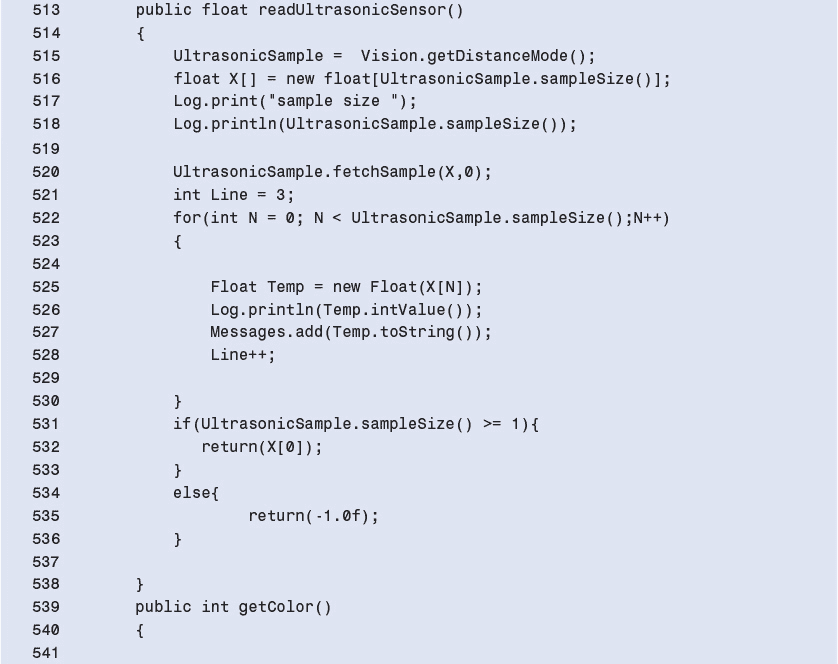 513        public float readUltrasonicSensor()
514        {
515            UltrasonicSample =  Vision.getDistanceMode();
516            float X[] = new float[UltrasonicSample.sampleSize()];
517            Log.print("sample size ");
518            Log.println(UltrasonicSample.sampleSize());
519
520            UltrasonicSample.fetchSample(X,0);
521            int Line = 3;
522            for(int N = 0; N < UltrasonicSample.sampleSize();N++)
523            {
524
525                Float Temp = new Float(X[N]);
526                Log.println(Temp.intValue());
527                Messages.add(Temp.toString());
528                Line++;
529
530            }
531            if(UltrasonicSample.sampleSize() >= 1){
532               return(X[0]);
533            }
534            else{
535                    return(-1.0f);
536            }
537
538        }
539        public int getColor()
540        {
541